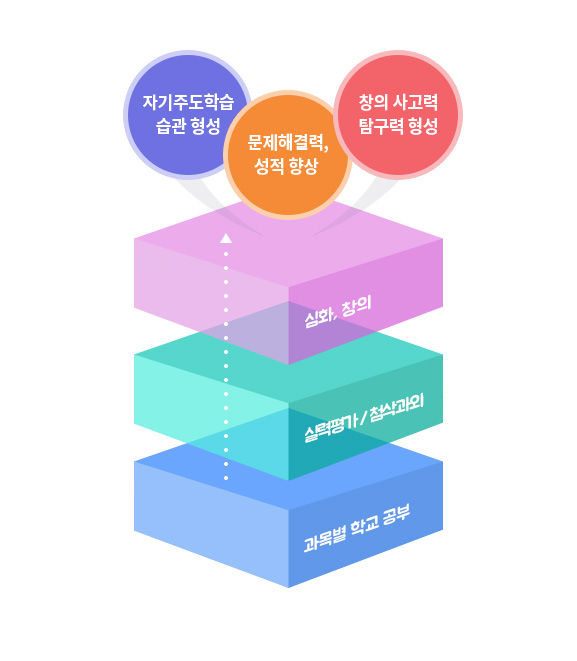 자기주도학습
습관 형성
문제해결력,
성적 향상
창의 사고력
탐구력 형성
심화, 창의
실력평가 / 첨삭과외
과목별 학교 공부